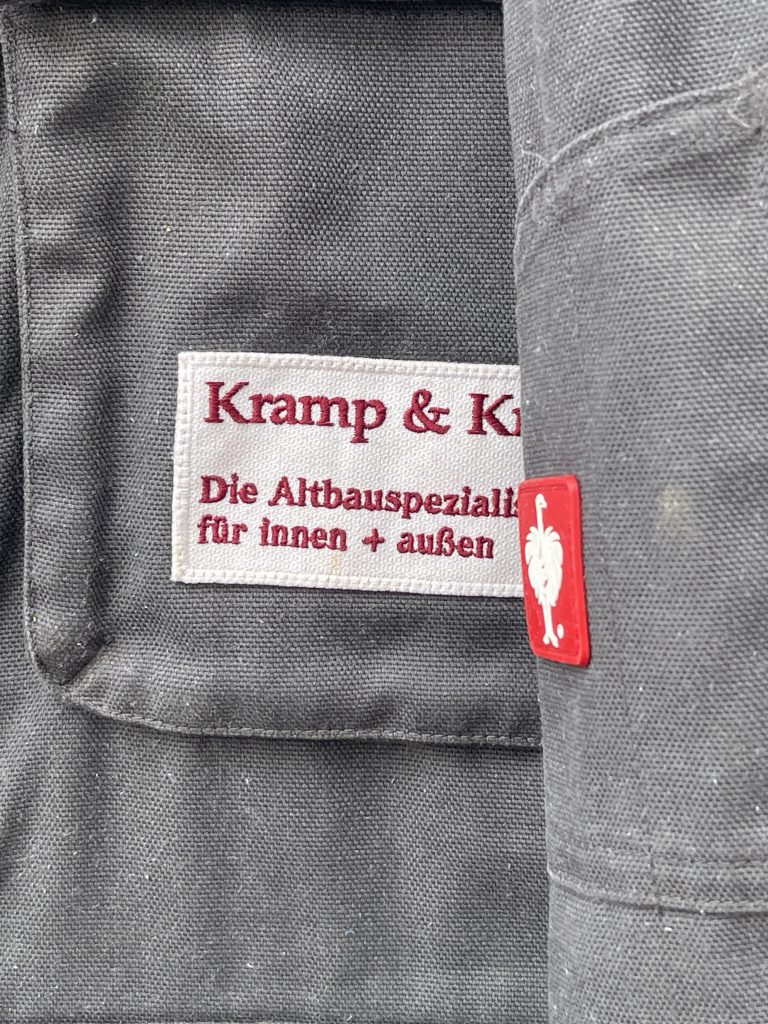 Kramp &
Die
für innen + außen